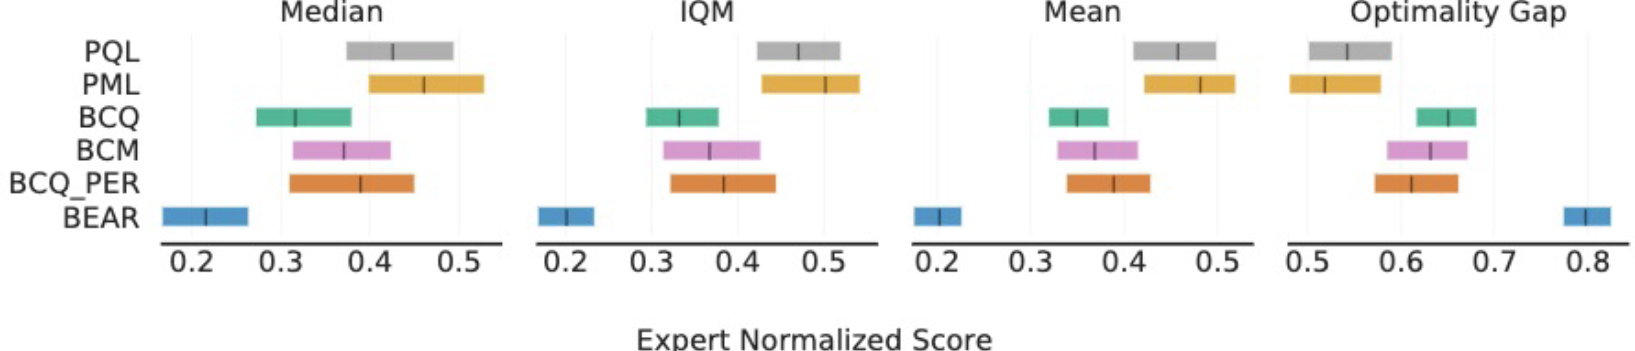 Median IQM Mean Optimality Gap
PQL
PML
BCQ
BCM
BCQ_PER
BEAR
0.2 0.3 0.4 0.5 0.2 0.3 0.4 0.5 0.2 0.3 0.4 0.5 0.5 0.6 0.7 0.8
Expert Normalized Score